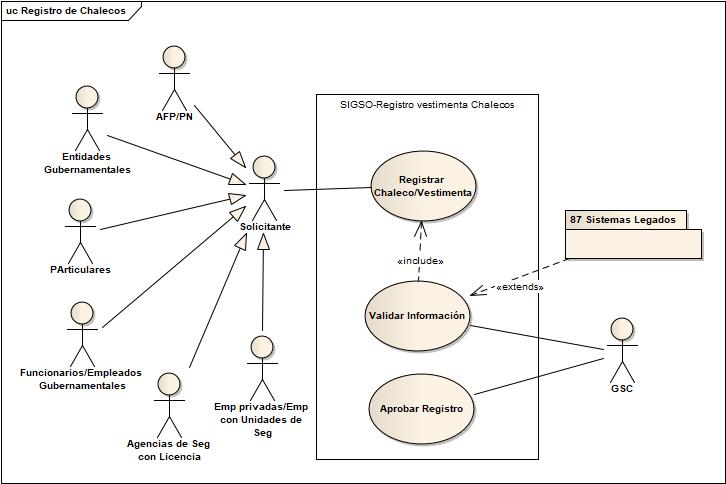 uc Registro de Chalecos
AFP/PN
SIGSO-Registro vestimenta Chalecos
Entidades
Gubernamentales
Registrar
Chaleco/Vestimenta
Solicitante
87 Sistemas Legados
PArticulares
«include»
«extends»
Validar Información
Funcionarios/Empleados
Gubernamentales
GSC
Emp privadas/Emp
con Unidades de
Seg
Aprobar Registro
Agencias de Seg
con Licencia